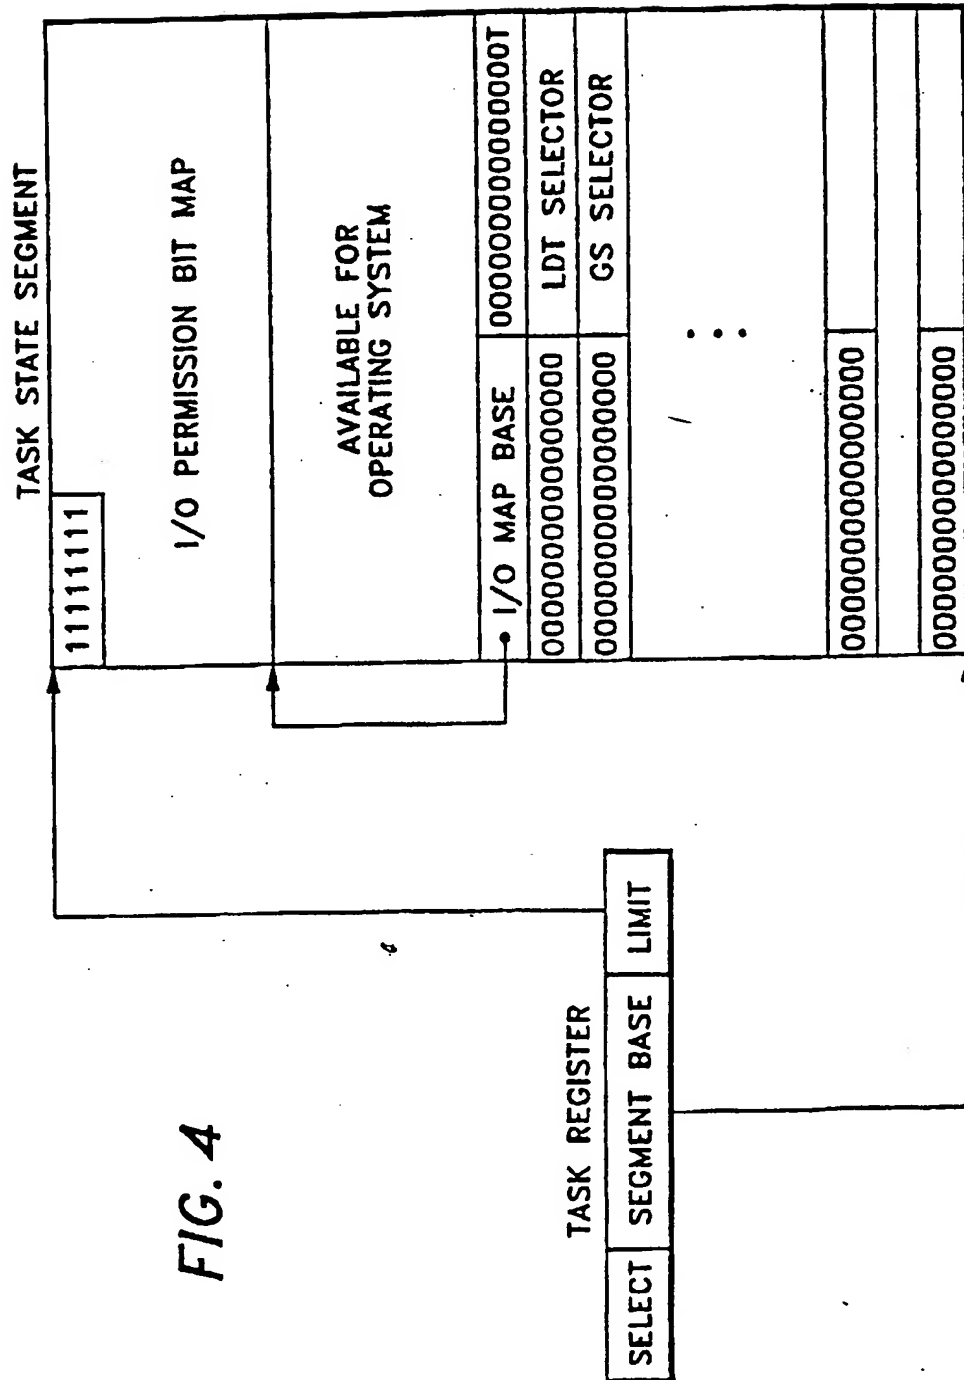 FIG. 4
TASK STATE SEGMENT
11111111
I/O PERMISSION BIT MAP
AVAILABLE FOR
OPERATING SYSTEM
I/O MAP BASE 000000000000000T
0000000000000000 LDT SELECTOR
0000000000000000 GS SELECTOR
...
0000000000000000
0000000000000000
TASK REGISTER
SELECT SEGMENT BASE LIMIT